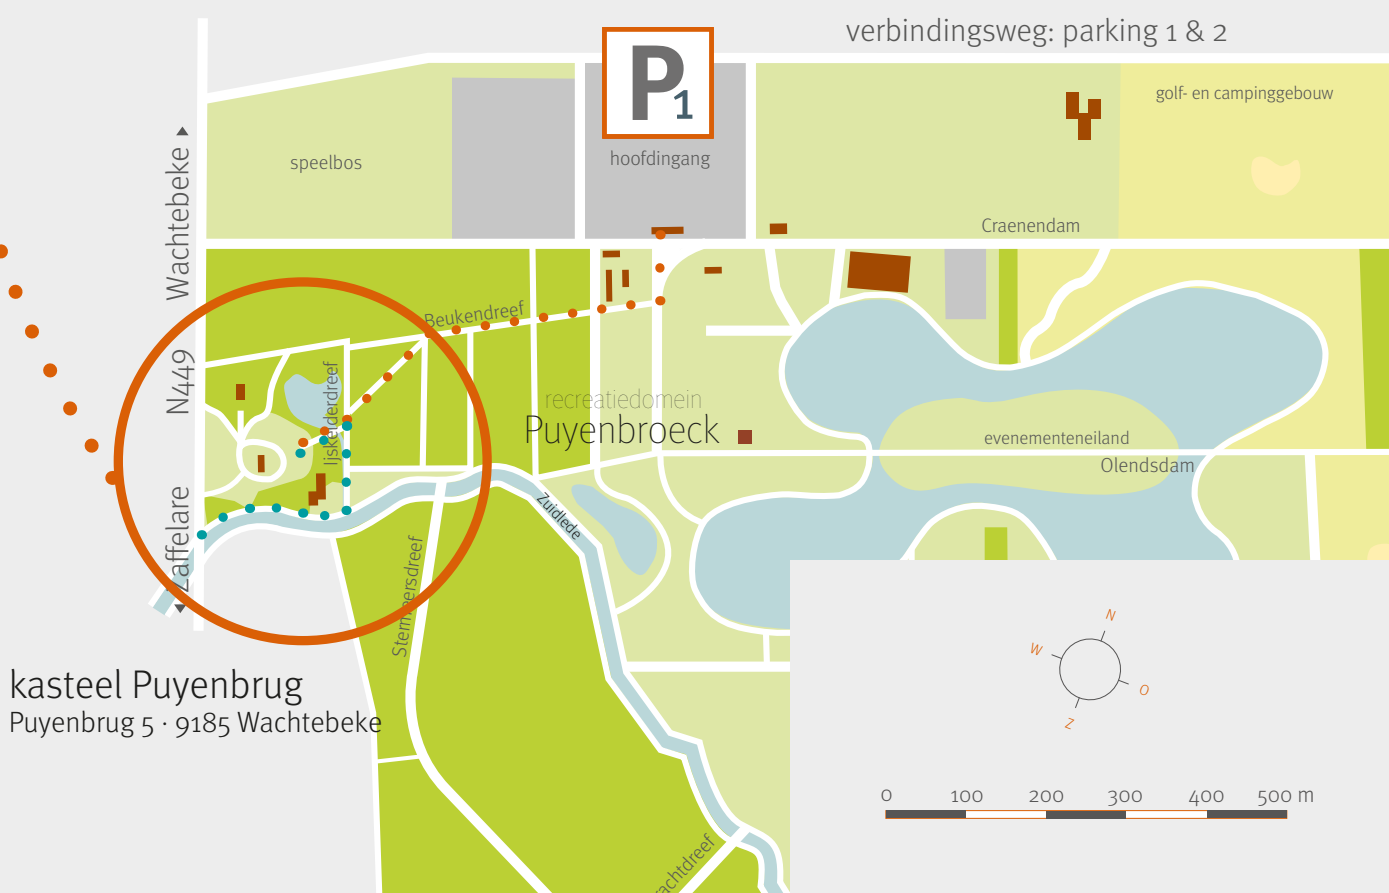 verbindingsweg: parking 1 & 2
P1
golf- en campinggebouw
speelbos
hoofdingang
Wachtebeke
Craenendam
Beukendreef
N449
Ijskelderdreef
recreatiedomein
Puyenbroeck
evenementeneiland
Olendsdam
Zaffelare
Zuidlede
Stermeersdreef
N
W
O
Z
kasteel Puyenbrug
Puyenbrug 5 · 9185 Wachtebeke
0 100 200 300 400 500 m